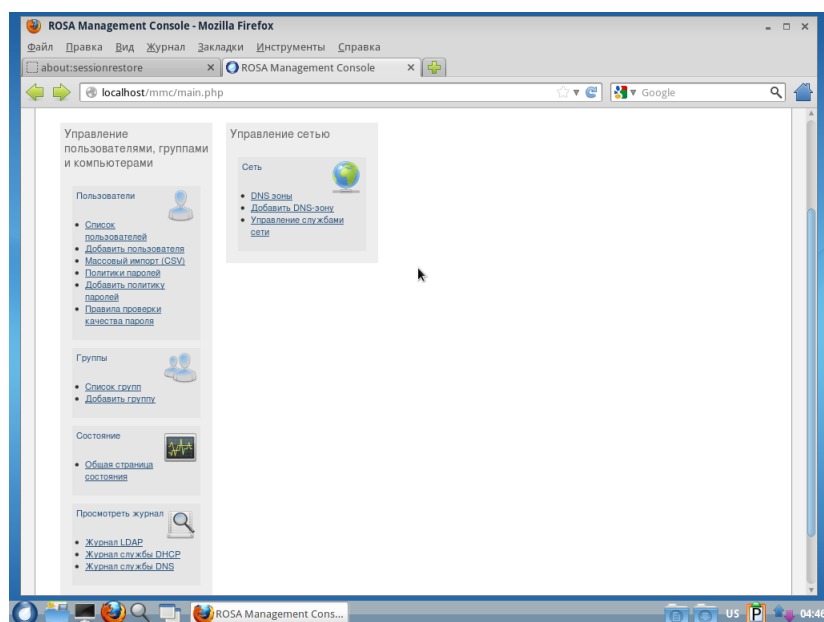 ROSA Management Console - Mozilla Firefox
Файл Правка Вид Журнал Закладки Инструменты Справка
about:sessionrestore
ROSA Management Console
localhost/mmc/main.php
Google
Управление
пользователями, группами
и компьютерами
Пользователи
Список
пользователей
Добавить пользователя
Массовый импорт (CSV)
Политики паролей
Добавить политику
паролей
Правила проверки
качества пароля
Группы
Список групп
Добавить группу
Состояние
Общая страница
состояния
Просмотреть журнал
Журнал LDAP
Журнал службы DHCP
Журнал службы DNS
Управление сетью
Сеть
DNS зоны
Добавить DNS-зону
Управление службами
сети
ROSA Management Cons...
US
04:46